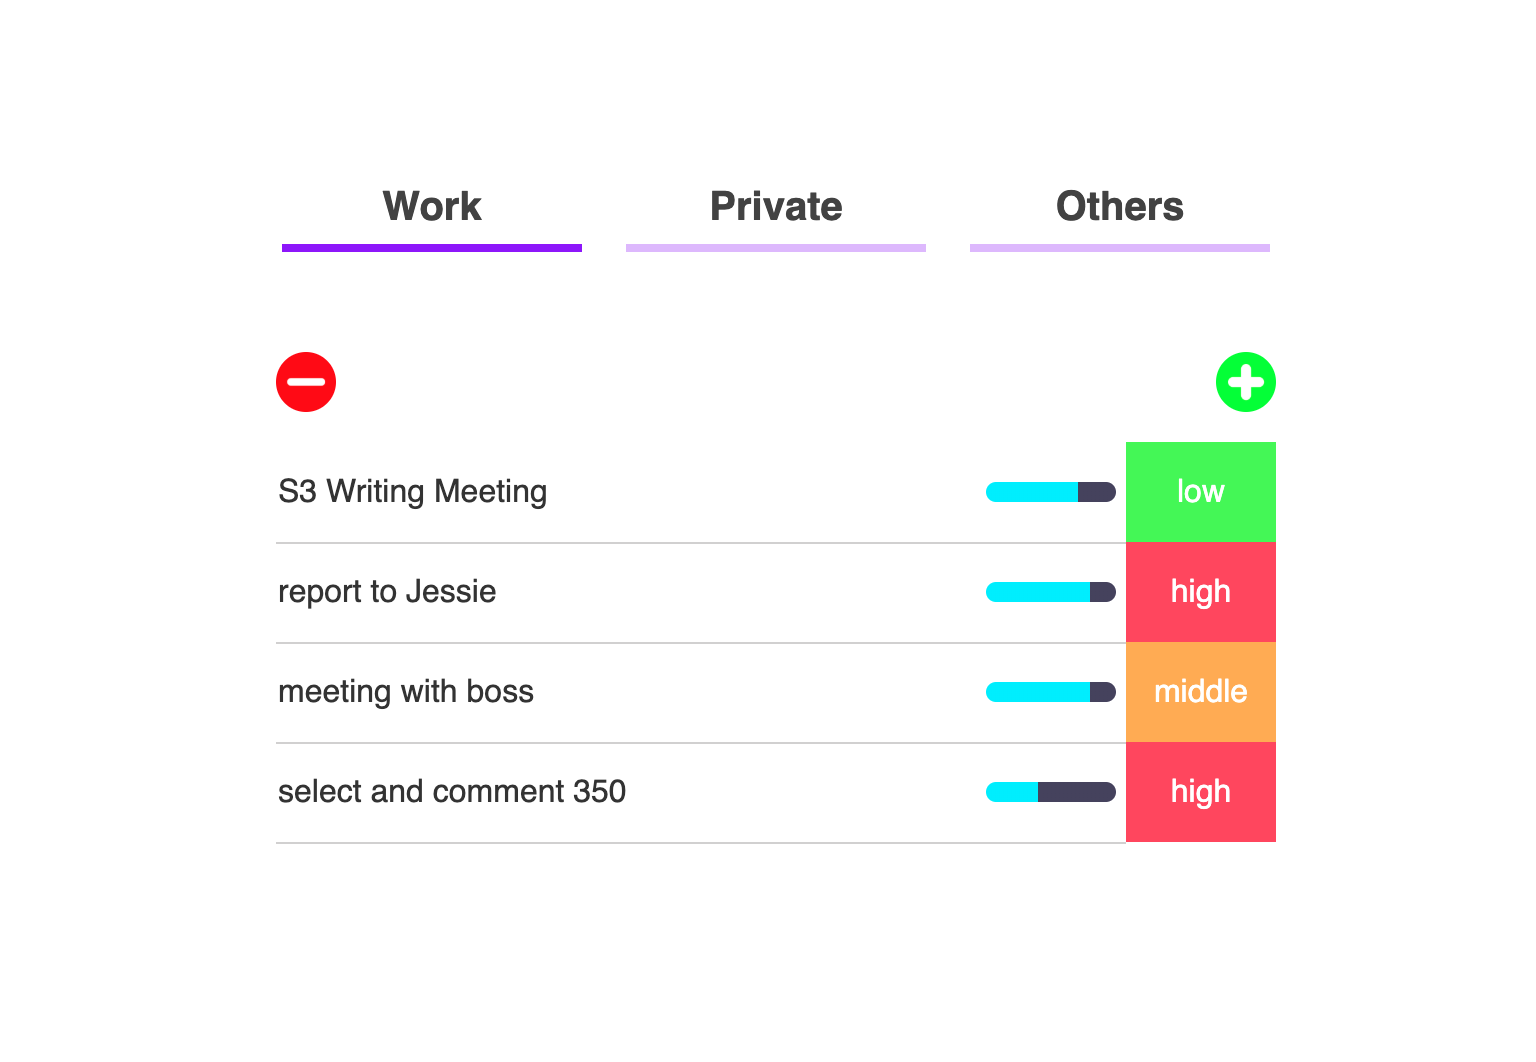 Work Private Others
S3 Writing Meeting low
report to Jessie high
meeting with boss middle
select and comment 350 high